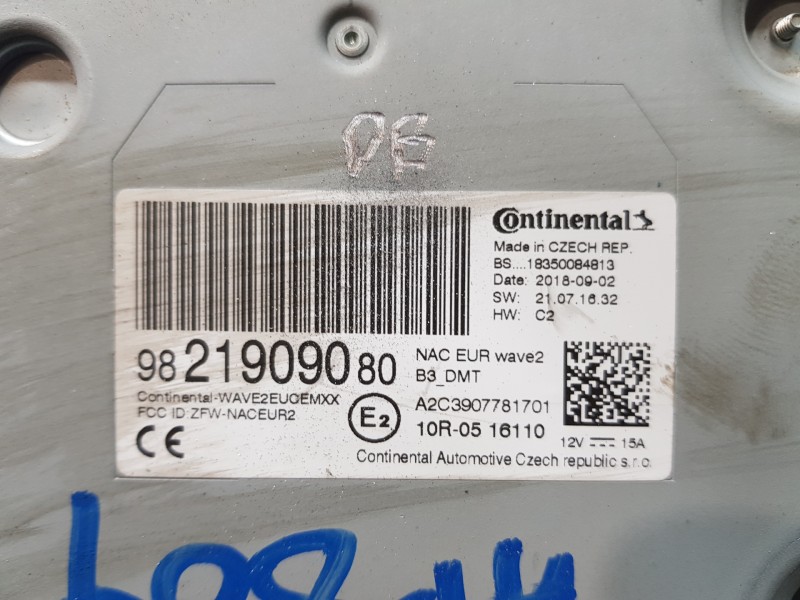 DE
Continental
Made in CZECH REP.
BS....18350084813
Date: 2018-09-02
SW: 21.07.16.32
HW: C2
98 219090 80
NAC EUR wave2
B3_DMT
Continental-WAVE2EUCEMXX
FCC ID:ZFW-NACEUR2
E2
A2C3907781701
10R-05 16110
12V 15A
CE
Continental Automotive Czech republic s.r.o.